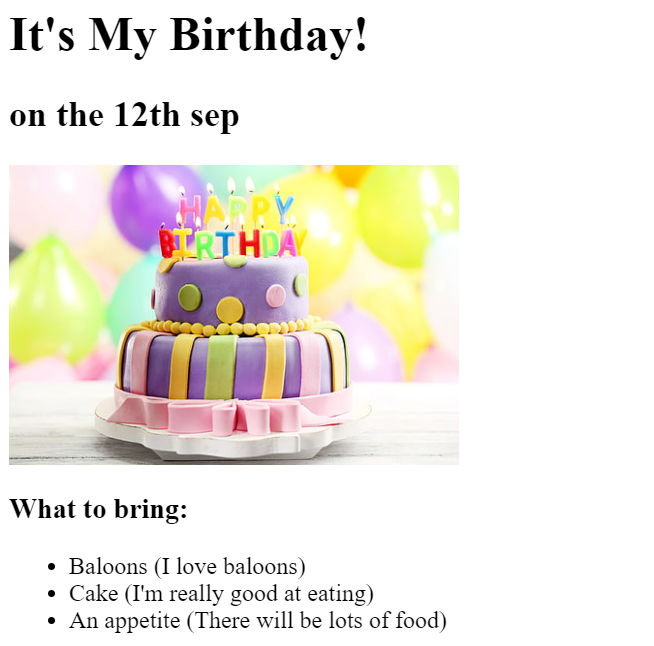 It's My Birthday!
on the 12th sep
HAPPY
BIRTHDAY
What to bring:
Baloons (I love baloons)
Cake (I'm really good at eating)
An appetite (There will be lots of food)